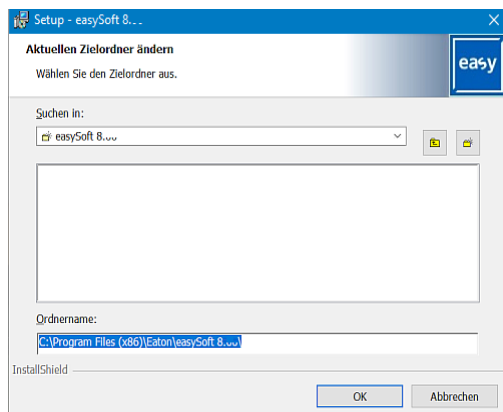 Setup - easySoft 8...
Aktuellen Zielordner ändern
Wählen Sie den Zielordner aus.
easy
Suchen in:
easySoft 8.
Ordnername:
C:\Program Files (x86)\Eaton\easySoft 8.
InstallShield
OK
Abbrechen